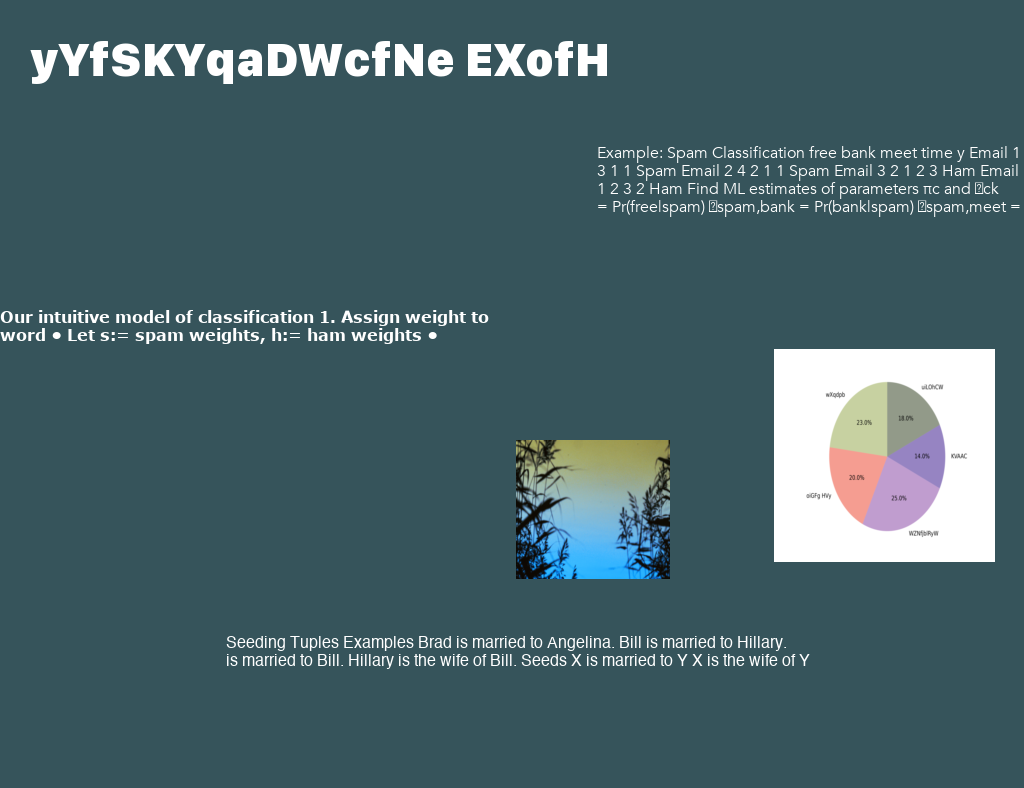 yYfSKYqaDWcfNe EXofH
Example: Spam Classification free bank meet time y Email 1
3 1 1 Spam Email 2 4 2 1 1 Spam Email 3 2 1 2 3 Ham Email
1 2 3 2 Ham Find ML estimates of parameters πc and ck
= Pr(free|spam) spam,bank = Pr(bank|spam) spam,meet =
Our intuitive model of classification 1. Assign weight to
word ● Let s:= spam weights, h:= ham weights ●
uiLOhCW
wXqdpb
18.0%
23.0%
14.0%
KVAAC
20.0%
oiGFg HVy
25.0%
WZNfjblRyW
Seeding Tuples Examples Brad is married to Angelina. Bill is married to Hillary.
is married to Bill. Hillary is the wife of Bill. Seeds X is married to Y X is the wife of Y